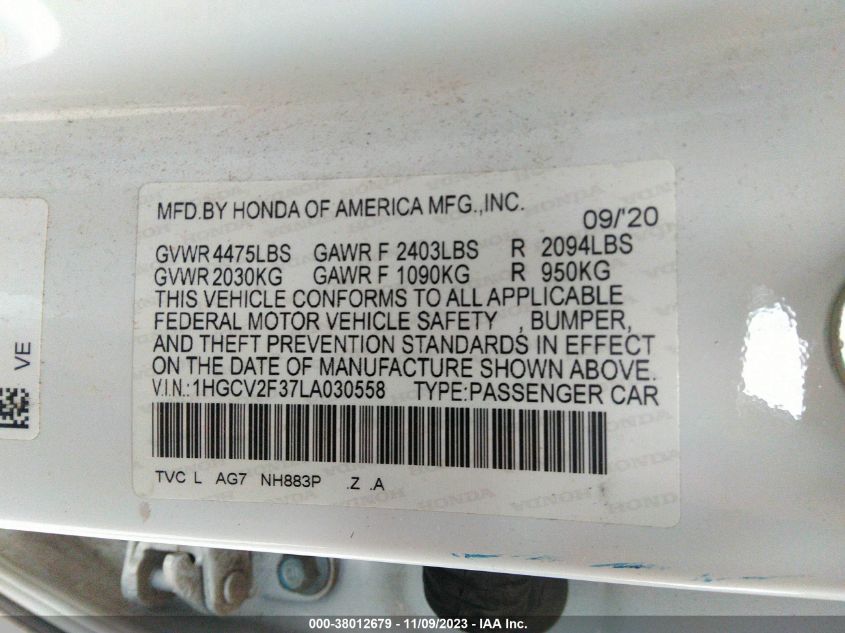 MFD.BY HONDA OF AMERICA MFG.,INC. 09/'20
GVWR 4475LBS GAWR F 2403LBS R 2094LBS
GVWR 2030KG GAWR F 1090KG R 950KG
THIS VEHICLE CONFORMS TO ALL APPLICABLE
FEDERAL MOTOR VEHICLE SAFETY , BUMPER,
AND THEFT PREVENTION STANDARDS IN EFFECT
ON THE DATE OF MANUFACTURE SHOWN ABOVE.
V.I.N.:1HGCV2F37LA030558 TYPE:PASSENGER CAR
TVC L AG7 NH883P .Z .A
VE
000-38012679 - 11/09/2023 - IAA Inc.